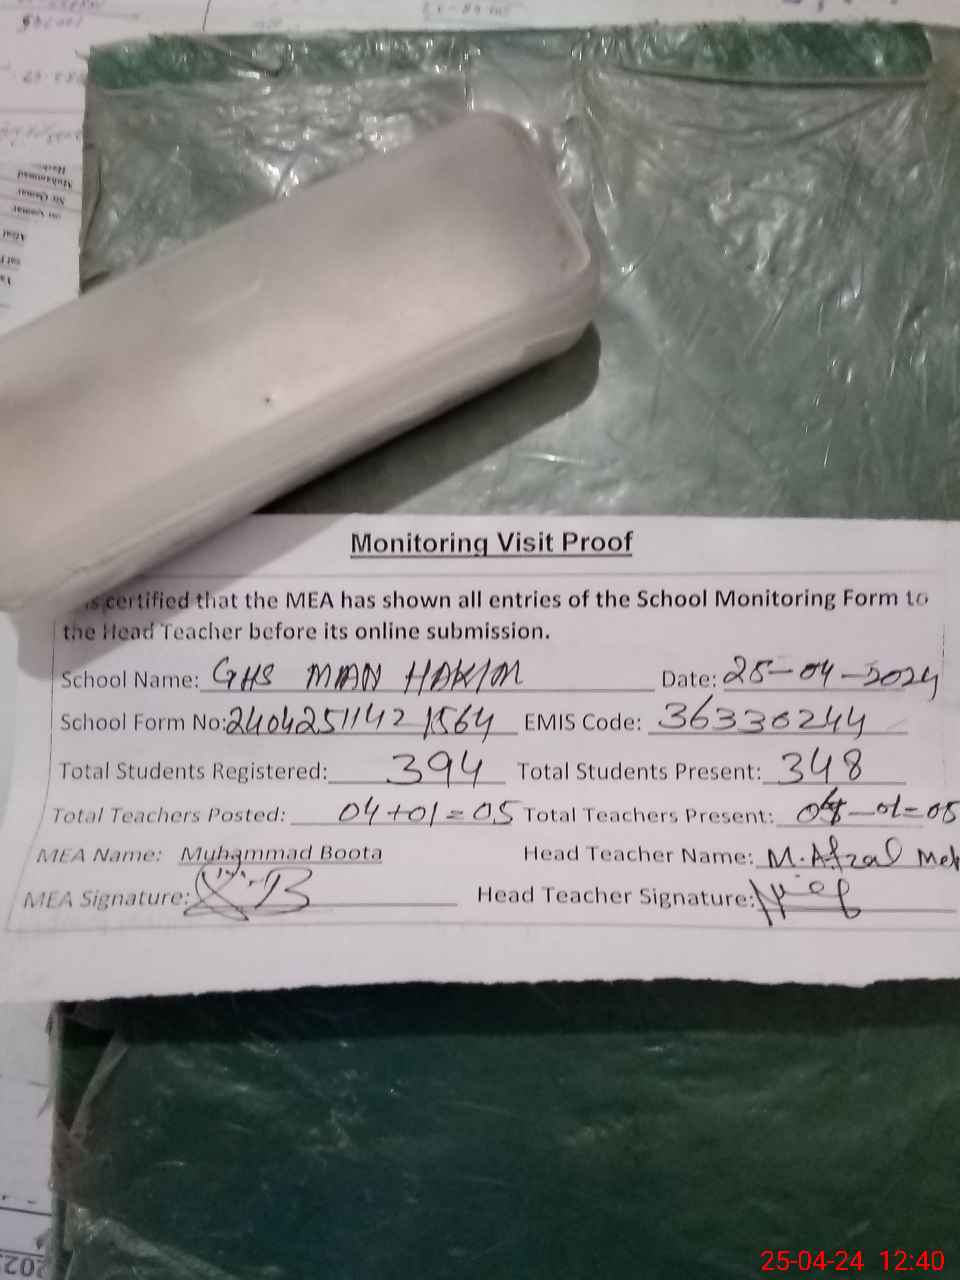 Monitoring Visit Proof
is certified that the MEA has shown all entries of the School Monitoring Form to
the Head Teacher before its online submission.
School Name: GHS MAN HAKIM Date: 25-04-2024
School Form No: EMIS Code: 36330244
Total Students Registered: 394 Total Students Present: 348
Total Teachers Posted: 04+01=05 Total Teachers Present:
MEA Name: Muhammad Boota Head Teacher Name: M. Afzal
MEA Signature: Head Teacher Signature:
25-04-24 12:40